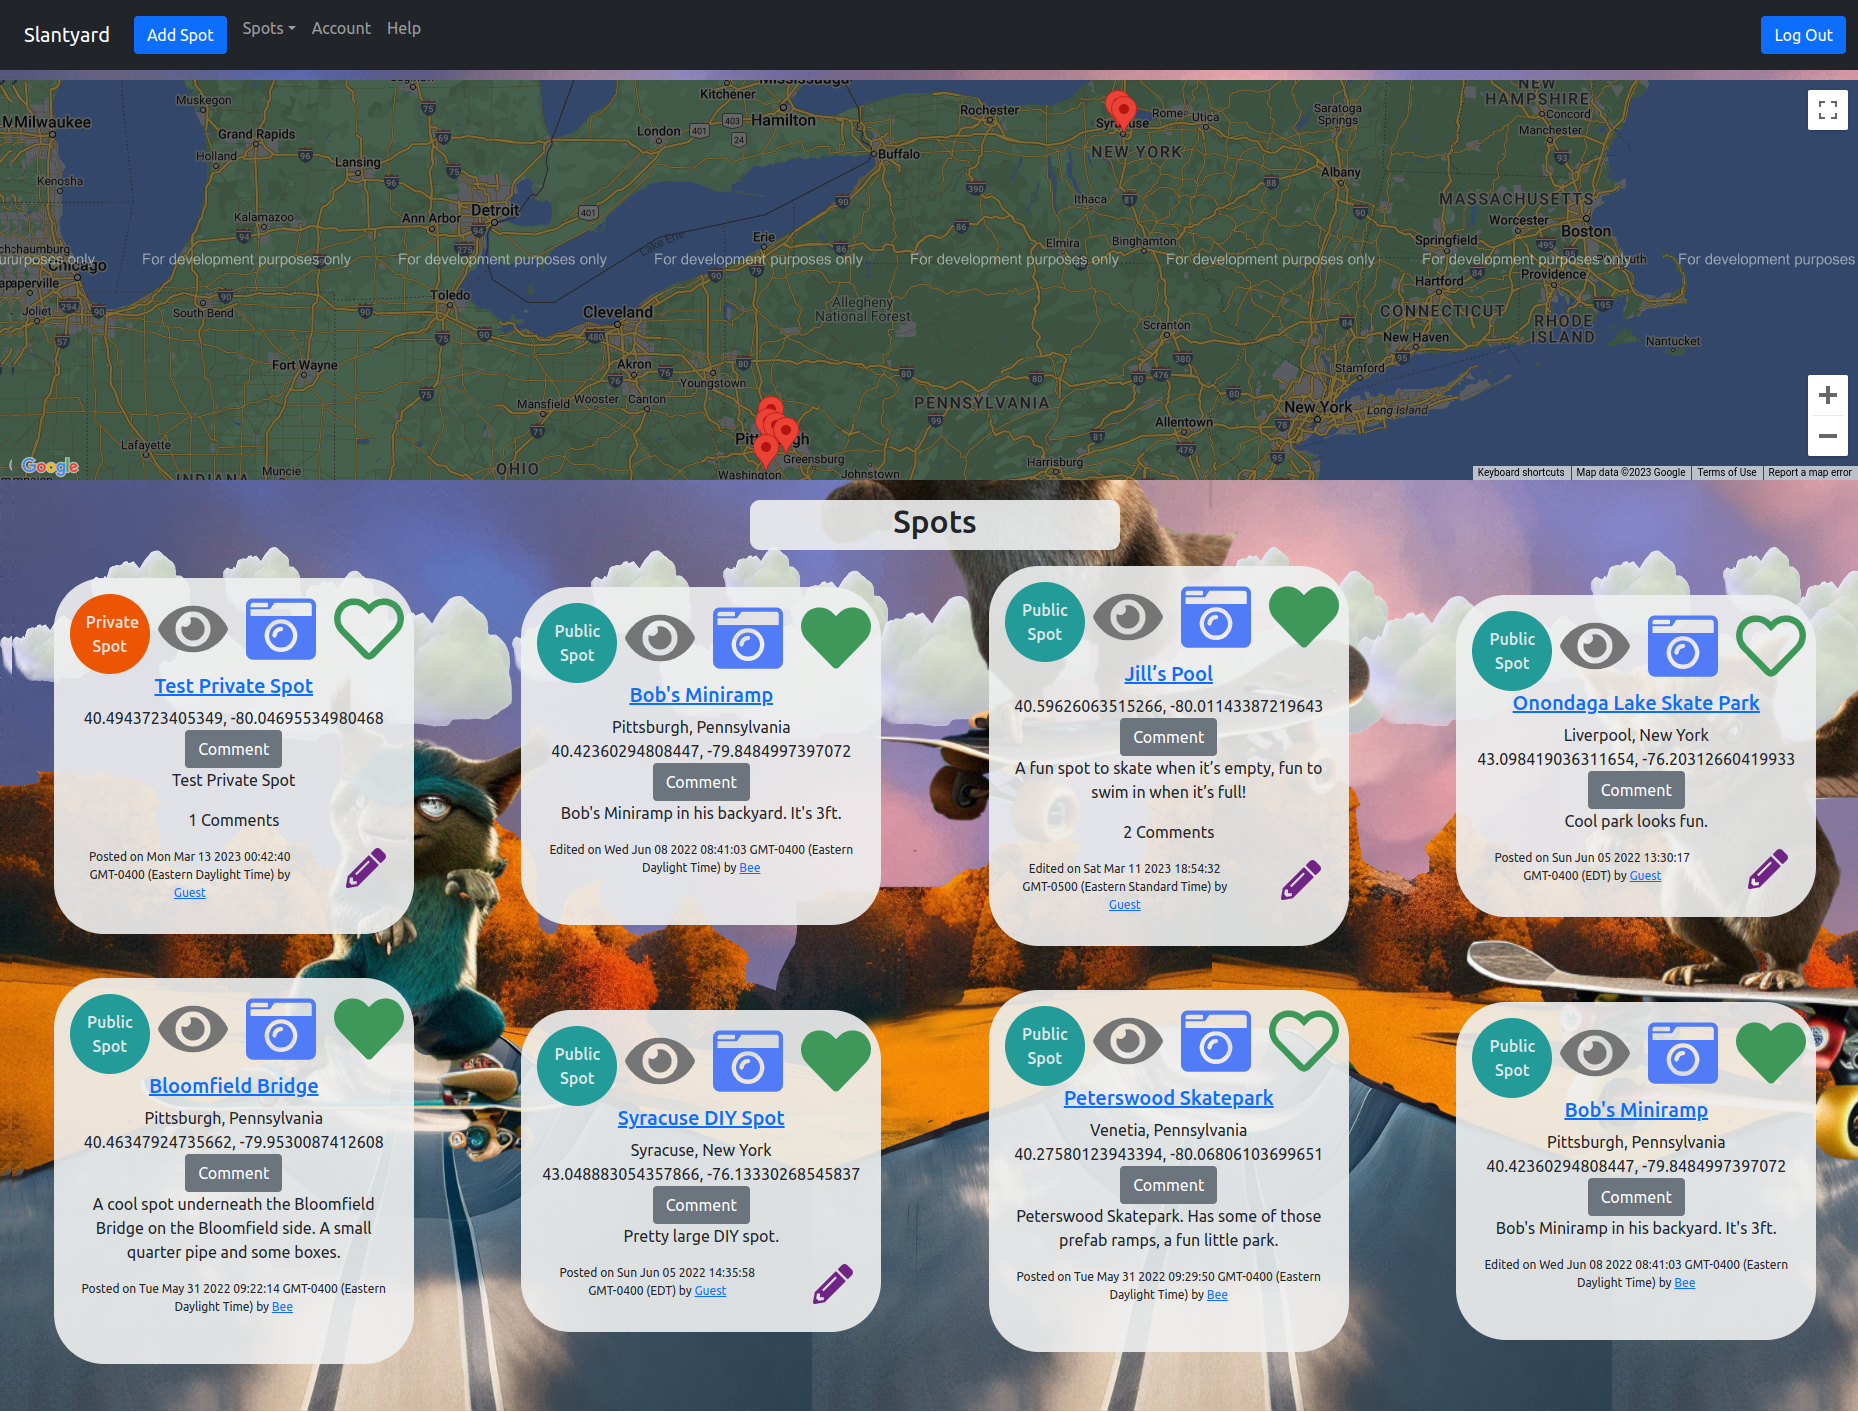 Slantyard
Add Spot
Spots
Account
Help
Log Out
Muskegon
Milwaukee
Grand Rapids
Holland
Lansing
Kenosha
Kalamazoo
Ann Arbor
Detroit
Chicago
Joliet
South Bend
Toledo
Fort Wayne
Lafayette
Muncie
INDIANA
Kitchener
Mississauga
London
Hamilton
Buffalo
Rochester
Syracuse
Rome
Utica
NEW YORK
Saratoga
Springs
Albany
NEW
HAMPSHIRE
Concord
Manchester
MASSACHUSETTS
Worcester
Boston
Springfield
Providence
Hartford
CONNECTICUT
RHODE
ISLAND
Nantucket
New Haven
Stamford
New York
Long Island
Ithaca
Elmira
Binghamton
Lake Erie
Erie
Cleveland
Allegheny
National Forest
Scranton
Akron
Youngstown
Mansfield
Wooster
Canton
PENNSYLVANIA
Allentown
Pittsburgh
Greensburg
Washington
Johnstown
Harrisburg
OHIO
For development purposes only
For development purposes only
For development purposes only
For development purposes only
For development purposes only
For development purposes only
For development purposes
Google
Keyboard shortcuts
Map data ©2023 Google
Terms of Use
Report a map error
Spots
Private
Spot
Test Private Spot
40.4943723405349, -80.04695534980468
Comment
Test Private Spot
1 Comments
Posted on Mon Mar 13 2023 00:42:40
GMT-0400 (Eastern Daylight Time) by
Guest
Public
Spot
Bob's Miniramp
Pittsburgh, Pennsylvania
40.42360294808447, -79.8484997397072
Comment
Bob's Miniramp in his backyard. It's 3ft.
Edited on Wed Jun 08 2022 08:41:03 GMT-0400 (Eastern
Daylight Time) by Bee
Public
Spot
Jill’s Pool
40.59626063515266, -80.01143387219643
Comment
A fun spot to skate when it’s empty, fun to
swim in when it’s full!
2 Comments
Edited on Sat Mar 11 2023 18:54:32
GMT-0500 (Eastern Standard Time) by
Guest
Public
Spot
Onondaga Lake Skate Park
Liverpool, New York
43.098419036311654, -76.20312660419933
Comment
Cool park looks fun.
Posted on Sun Jun 05 2022 13:30:17
GMT-0400 (EDT) by Guest
Public
Spot
Bloomfield Bridge
Pittsburgh, Pennsylvania
40.46347924735662, -79.9530087412608
Comment
A cool spot underneath the Bloomfield
Bridge on the Bloomfield side. A small
quarter pipe and some boxes.
Posted on Tue May 31 2022 09:22:14 GMT-0400 (Eastern
Daylight Time) by Bee
Public
Spot
Syracuse DIY Spot
Syracuse, New York
43.048883054357866, -76.13330268545837
Comment
Pretty large DIY spot.
Posted on Sun Jun 05 2022 14:35:58
GMT-0400 (EDT) by Guest
Public
Spot
Peterswood Skatepark
Venetia, Pennsylvania
40.27580123943394, -80.06806103699651
Comment
Peterswood Skatepark. Has some of those
prefab ramps, a fun little park.
Posted on Tue May 31 2022 09:29:50 GMT-0400 (Eastern
Daylight Time) by Bee
Public
Spot
Bob's Miniramp
Pittsburgh, Pennsylvania
40.42360294808447, -79.8484997397072
Comment
Bob's Miniramp in his backyard. It's 3ft.
Edited on Wed Jun 08 2022 08:41:03 GMT-0400 (Eastern
Daylight Time) by Bee